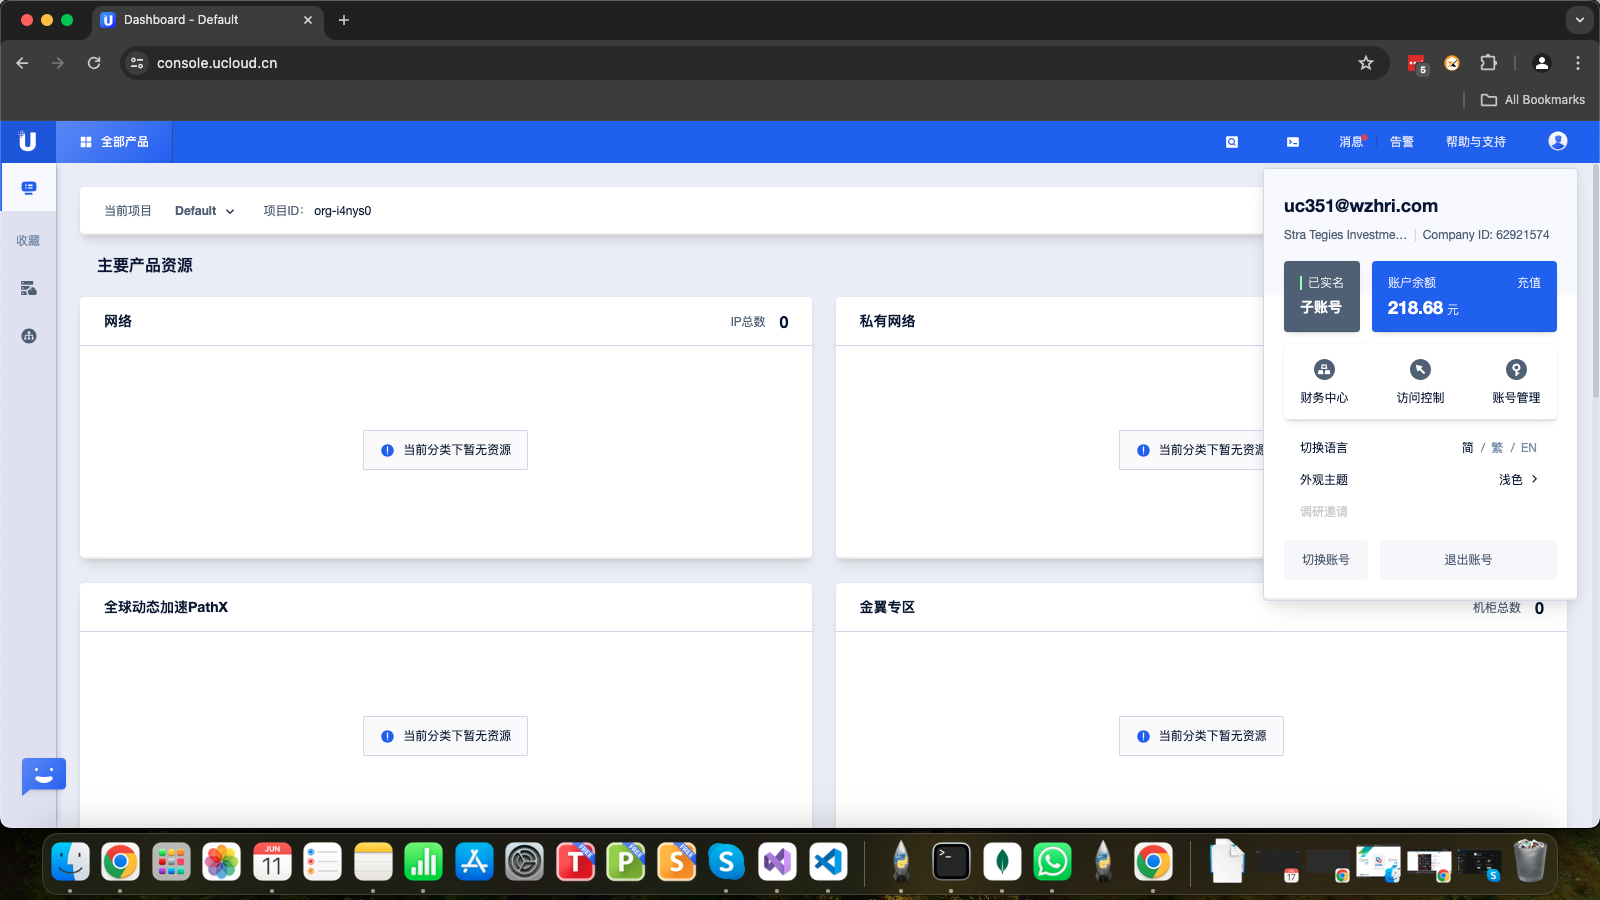 Dashboard - Default
console.ucloud.cn
5
All Bookmarks
U
全部产品
消息
告警
帮助与支持
收藏
当前项目 Default 项目ID： org-i4nys0
主要产品资源
网络
IP总数 0
当前分类下暂无资源
私有网络
当前分类下暂无资源
全球动态加速PathX
当前分类下暂无资源
金翼专区
机柜总数 0
当前分类下暂无资源
uc351@wzhri.com
Stra Tegies Investme... | Company ID: 62921574
已实名
子账号
账户余额 充值
218.68 元
财务中心 访问控制 账号管理
切换语言 简 / 繁 / EN
外观主题 浅色
调研邀请
切换账号 退出账号
JUN
11
T FREE
P FREE
S FREE
17